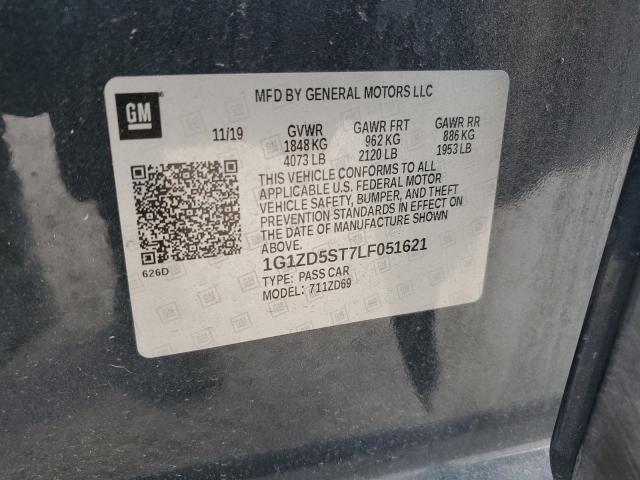 GM
MFD BY GENERAL MOTORS LLC
11/19 GVWR GAWR FRT GAWR RR
1848 KG 962 KG 886 KG
4073 LB 2120 LB 1953 LB
THIS VEHICLE CONFORMS TO ALL
APPLICABLE U.S. FEDERAL MOTOR
VEHICLE SAFETY, BUMPER, AND THEFT
PREVENTION STANDARDS IN EFFECT ON
THE DATE OF MANUFACTURE SHOWN
ABOVE.
626D
1G1ZD5ST7LF051621
TYPE: PASS CAR
MODEL: 711ZD69